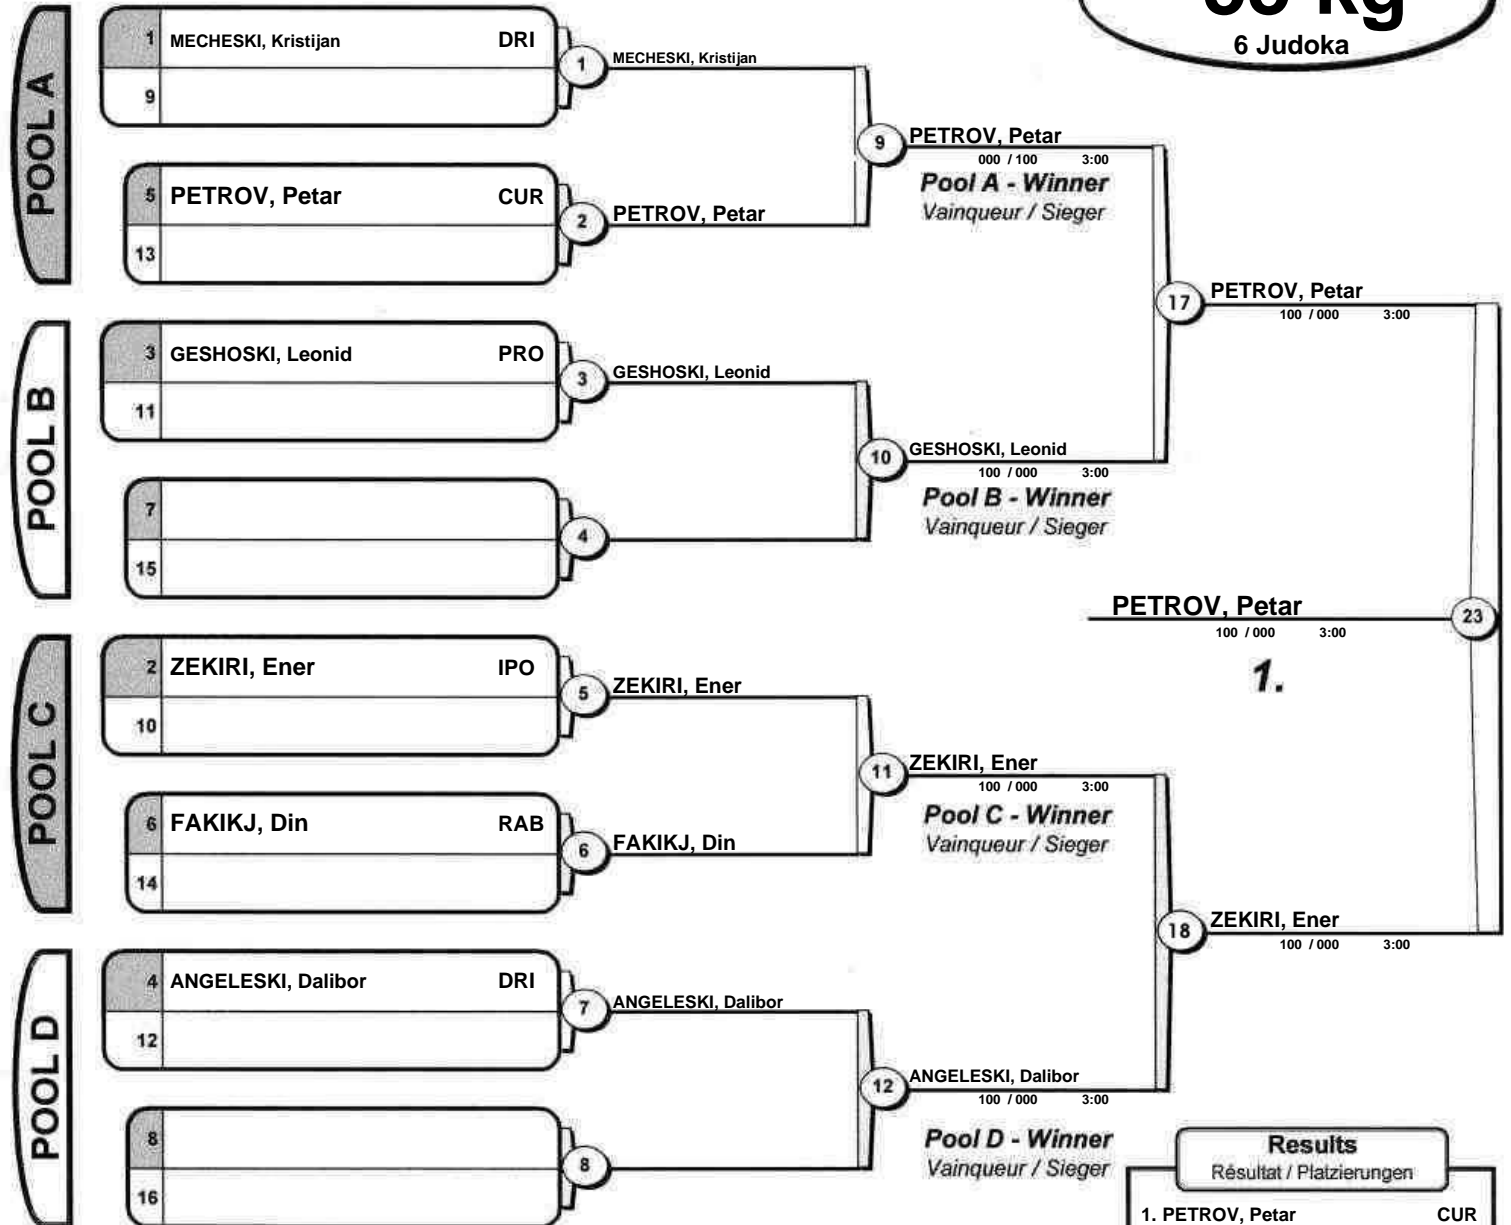 6 Judoka
POOL A
1 MECHESKI, Kristijan DRI
9
1 MECHESKI, Kristijan
5 PETROV, Petar CUR
13
2 PETROV, Petar
9 PETROV, Petar
000 / 100 3:00
Pool A - Winner
Vainqueur / Sieger
POOL B
3 GESHOSKI, Leonid PRO
11
3 GESHOSKI, Leonid
7
15
4
10 GESHOSKI, Leonid
100 / 000 3:00
Pool B - Winner
Vainqueur / Sieger
17 PETROV, Petar
100 / 000 3:00
PETROV, Petar
23
100 / 000 3:00
1.
POOL C
2 ZEKIRI, Ener IPO
10
5 ZEKIRI, Ener
6 FAKIKJ, Din RAB
14
6 FAKIKJ, Din
11 ZEKIRI, Ener
100 / 000 3:00
Pool C - Winner
Vainqueur / Sieger
18 ZEKIRI, Ener
100 / 000 3:00
POOL D
4 ANGELESKI, Dalibor DRI
12
7 ANGELESKI, Dalibor
8
16
8
12 ANGELESKI, Dalibor
100 / 000 3:00
Pool D - Winner
Vainqueur / Sieger
Results
Résultat / Platzierungen
1. PETROV, Petar CUR